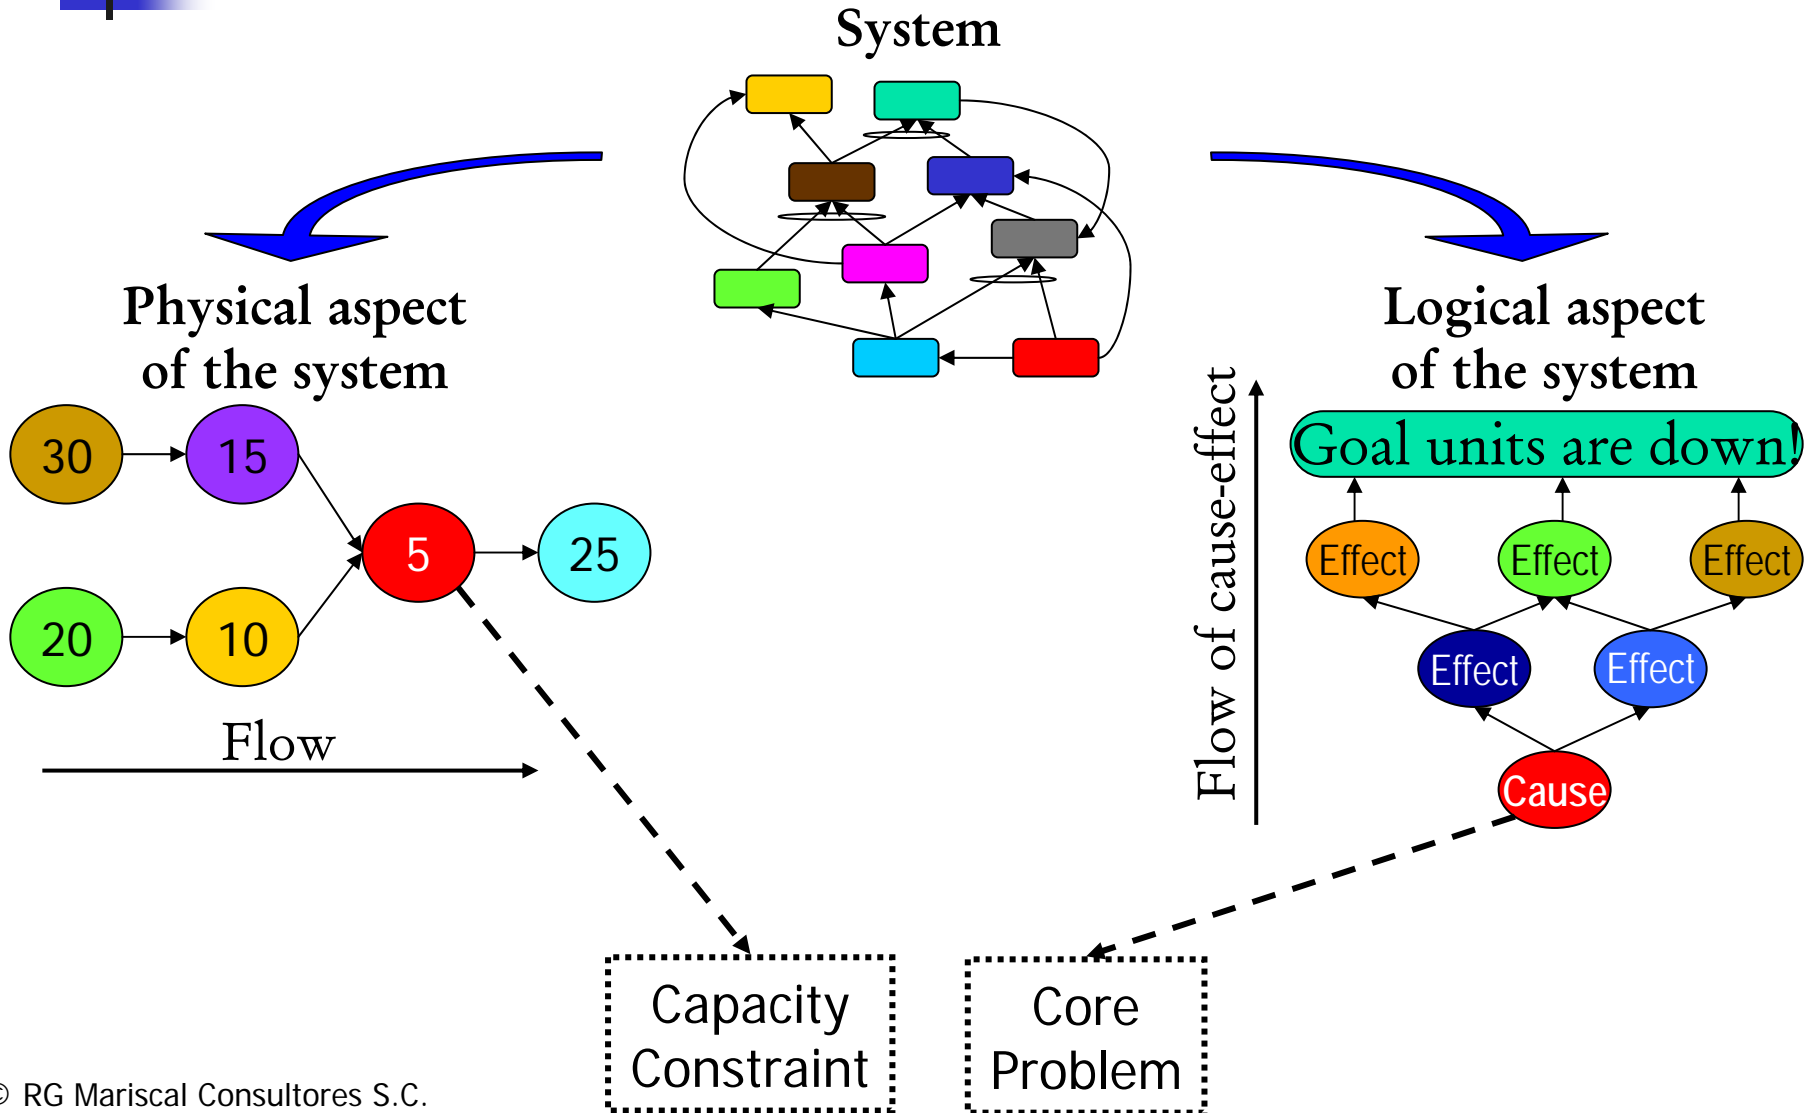 System
Physical aspect
of the system
Logical aspect
of the system
30
15
5
25
20
10
Flow
Flow of cause-effect
Goal units are down!
Effect
Effect
Effect
Effect
Effect
Cause
Capacity
Constraint
Core
Problem
© RG Mariscal Consultores S.C.